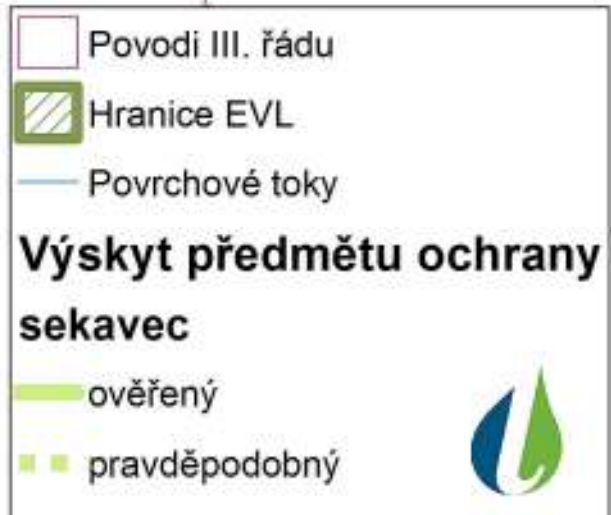 Povodi III. řádu
Hranice EVL
Povrchové toky
Výskyt předmětu ochrany
sekavec
ověřený
pravděpodobný